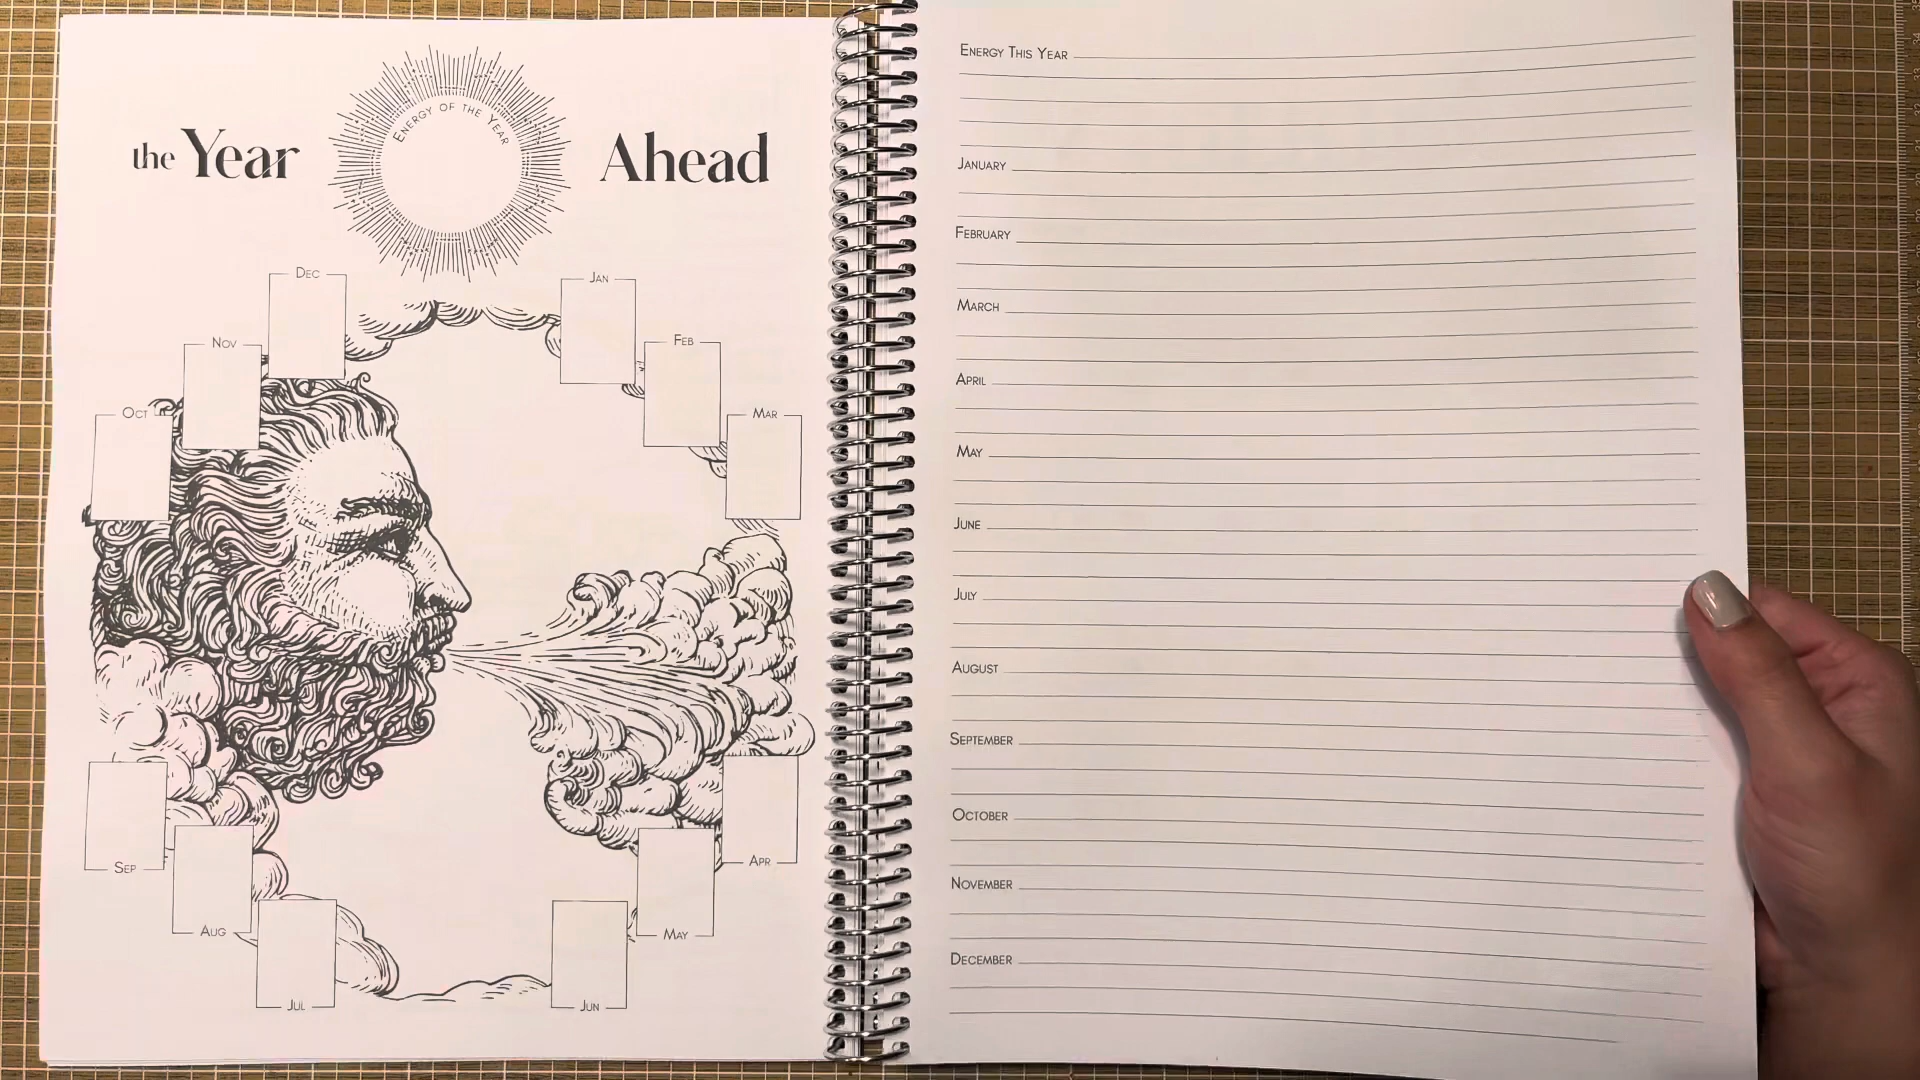 the Year Ahead
Energy of the Year
Dec
Jan
Nov
Feb
Oct
Mar
Sep
Apr
Aug
May
Jul
Jun
Energy This Year
January
February
March
April
May
June
July
August
September
October
November
December